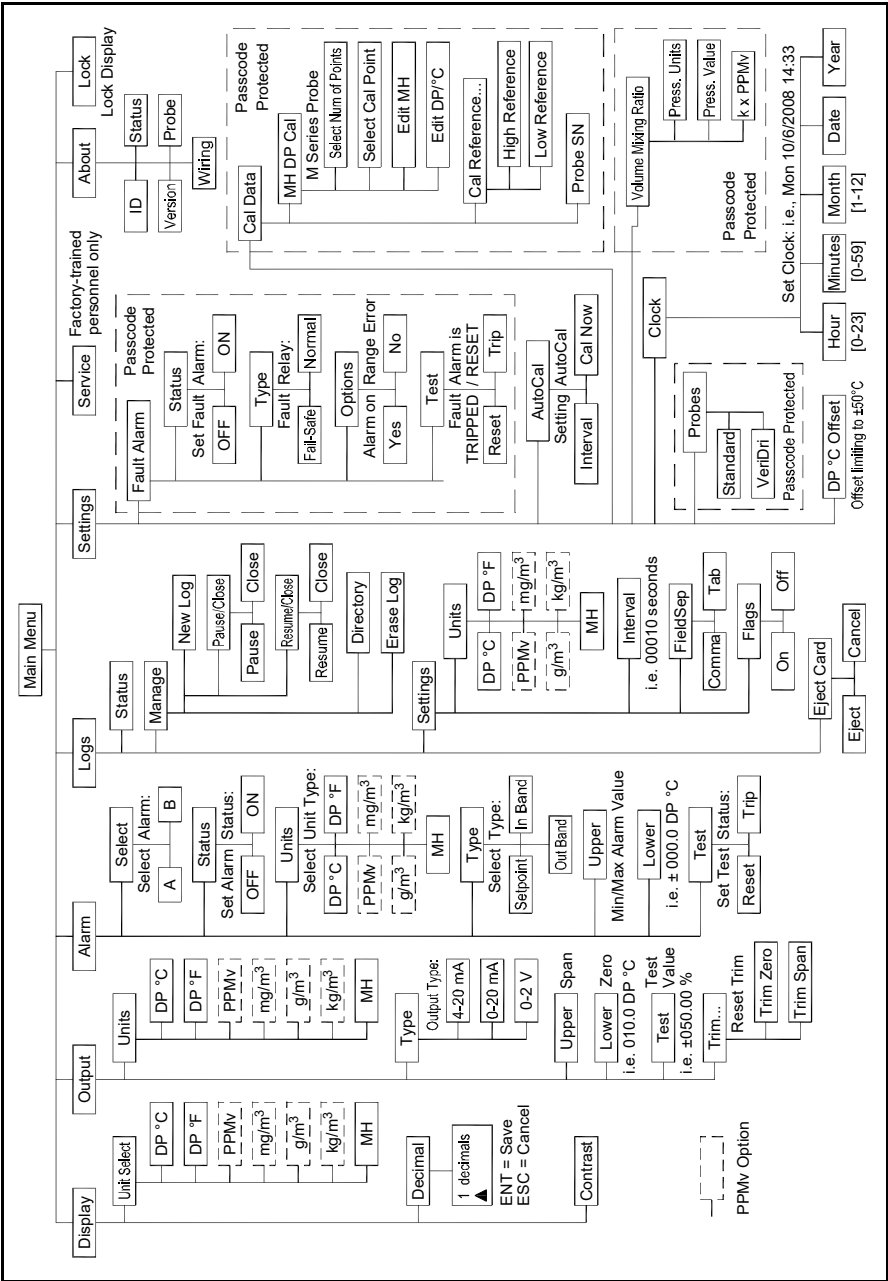 Main Menu
Display
Unit Select
DP °C
DP °F
PPMv
mg/m³
g/m³
kg/m³
MH
Decimal
1 decimals
▲
ENT = Save
ESC = Cancel
Contrast
PPMv Option
Output
Units
DP °C
DP °F
PPMv
mg/m³
g/m³
kg/m³
MH
Type
Output Type:
4-20 mA
0-20 mA
0-2 V
Upper Span
Lower Zero
i.e. 010.0 DP °C
Test Test Value
i.e. ±050.00 %
Trim...
Reset Trim
Trim Zero
Trim Span
Alarm
Select
Select Alarm:
A B
Status
Set Alarm Status:
OFF ON
Units
Select Unit Type:
DP °C DP °F
PPMv mg/m³
g/m³ kg/m³
MH
Type
Select Type:
Setpoint In Band
Out Band
Upper
Min/Max Alarm Value
Lower
i.e. ± 000.0 DP °C
Test
Set Test Status:
Reset Trip
Logs
Status
Manage
New Log
Pause/Close
Pause Close
Resume/Close
Resume Close
Directory
Erase Log
Settings
Units
DP °C DP °F
PPMv mg/m³
g/m³ kg/m³
MH
Interval
i.e. 00010 seconds
FieldSep
Comma Tab
Flags
On Off
Eject Card
Eject Cancel
Settings
Passcode
Protected
Fault Alarm
Status
Set Fault Alarm:
OFF ON
Type
Fault Relay:
Fail-Safe Normal
Options
Alarm on Range Error
Yes No
Test
Fault Alarm is
TRIPPED / RESET
Reset Trip
AutoCal
Setting AutoCal
Interval Cal Now
Cal Data
Passcode
Protected
MH DP Cal
M Series Probe
Select Num of Points
Select Cal Point
Edit MH
Edit DP/°C
Cal Reference...
High Reference
Low Reference
Probe SN
Volume Mixing Ratio
Press. Units
Press. Value
k x PPMv
Passcode
Protected
Clock
Set Clock: i.e., Mon 10/6/2008 14:33
Hour Minutes Month Date Year
[0-23] [0-59] [1-12]
Probes
Standard
VeriDri
Passcode Protected
DP °C Offset
Offset limiting to ±50°C
Service
Factory-trained
personnel only
About
ID Status
Version Probe
Wiring
Lock
Lock Display